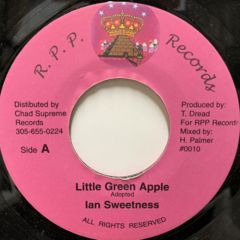 R. P. P. Records
Distributed by
Chad Supreme
Records
305-655-0224
Produced by:
T. Dread
For RPP Records
Mixed by:
H. Palmer
#0010
Side A
Little Green Apple
Adopted
Ian Sweetness
ALL RIGHTS RESERVED